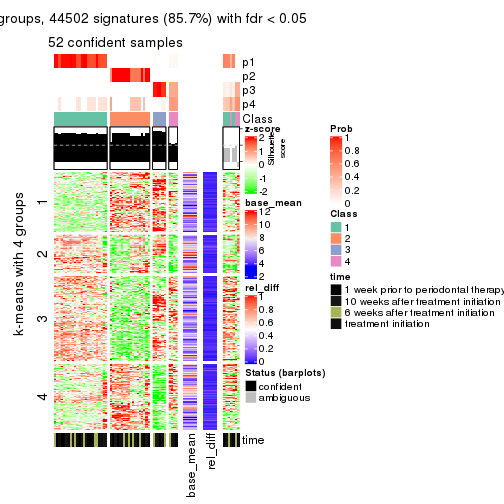 groups, 44502 signatures (85.7%) with fdr < 0.05
52 confident samples
p1
p2
p3
p4
Class
z-score
2
1
0
-1
-2
Silhouette
score
base_mean
12
10
8
6
4
2
rel_diff
1
0.8
0.6
0.4
0.2
0
Status (barplots)
confident
ambiguous
Prob
1
0.8
0.6
0.4
0.2
0
Class
1
2
3
4
time
1 week prior to periodontal therapy
10 weeks after treatment initiation
6 weeks after treatment initiation
treatment initiation
k-means with 4 groups
1
2
3
4
time
base_mean
rel_diff